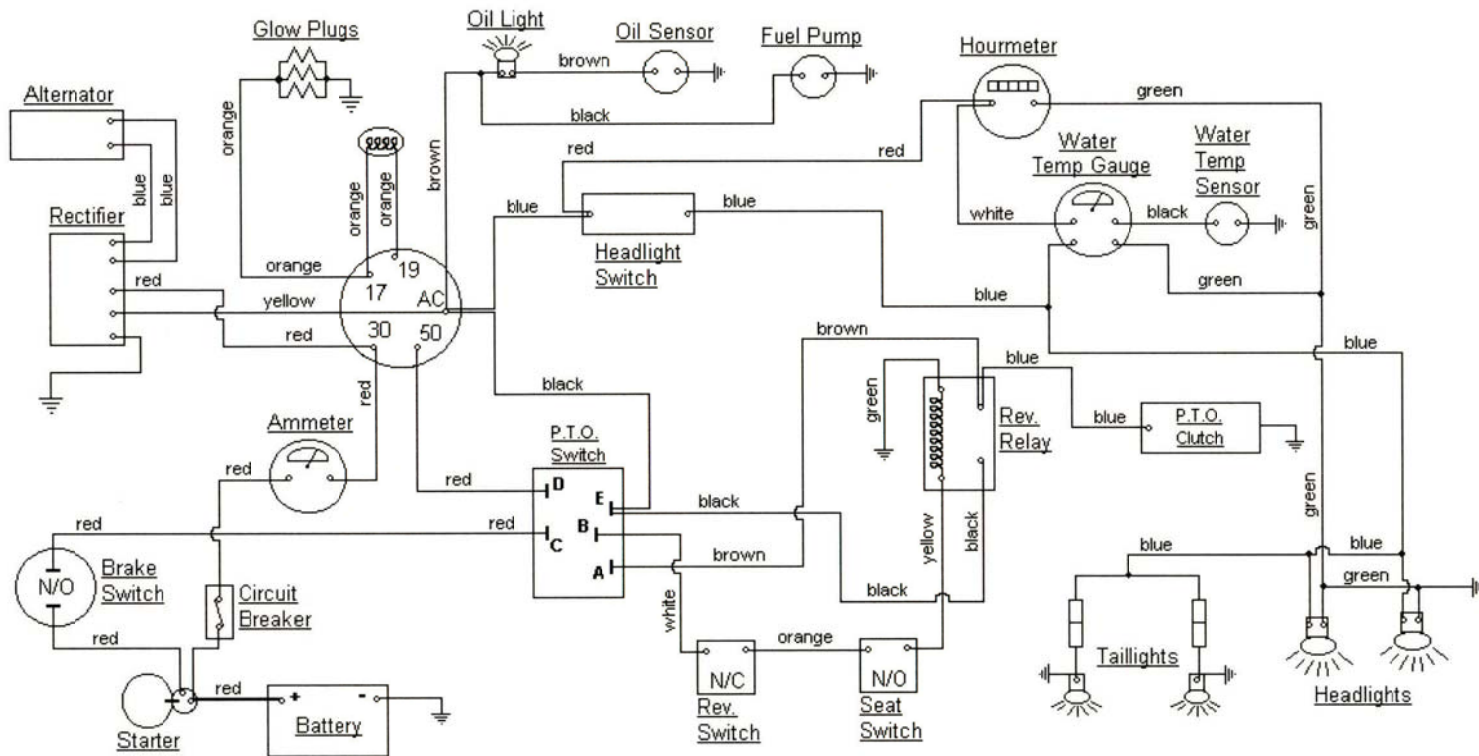 Oil Light
Glow Plugs
Oil Sensor
Fuel Pump
Hourmeter
brown
green
Alternator
black
orange
brown
red
red
Water
Temp Gauge
Water
Temp
Sensor
blue
blue
orange
orange
green
Rectifier
blue
blue
white
black
Headlight
Switch
orange
19
17
AC
red
yellow
green
blue
30
50
red
brown
blue
blue
red
black
green
Rev.
Relay
blue
P.T.O.
Clutch
Ammeter
P.T.O.
Switch
red
red
D
E
black
red
red
B
C
yellow
black
green
brown
A
blue
blue
N/O
Brake
Switch
Circuit
Breaker
green
black
white
red
orange
Taillights
N/C
N/O
Headlights
red
+
-
Battery
Rev.
Switch
Seat
Switch
Starter